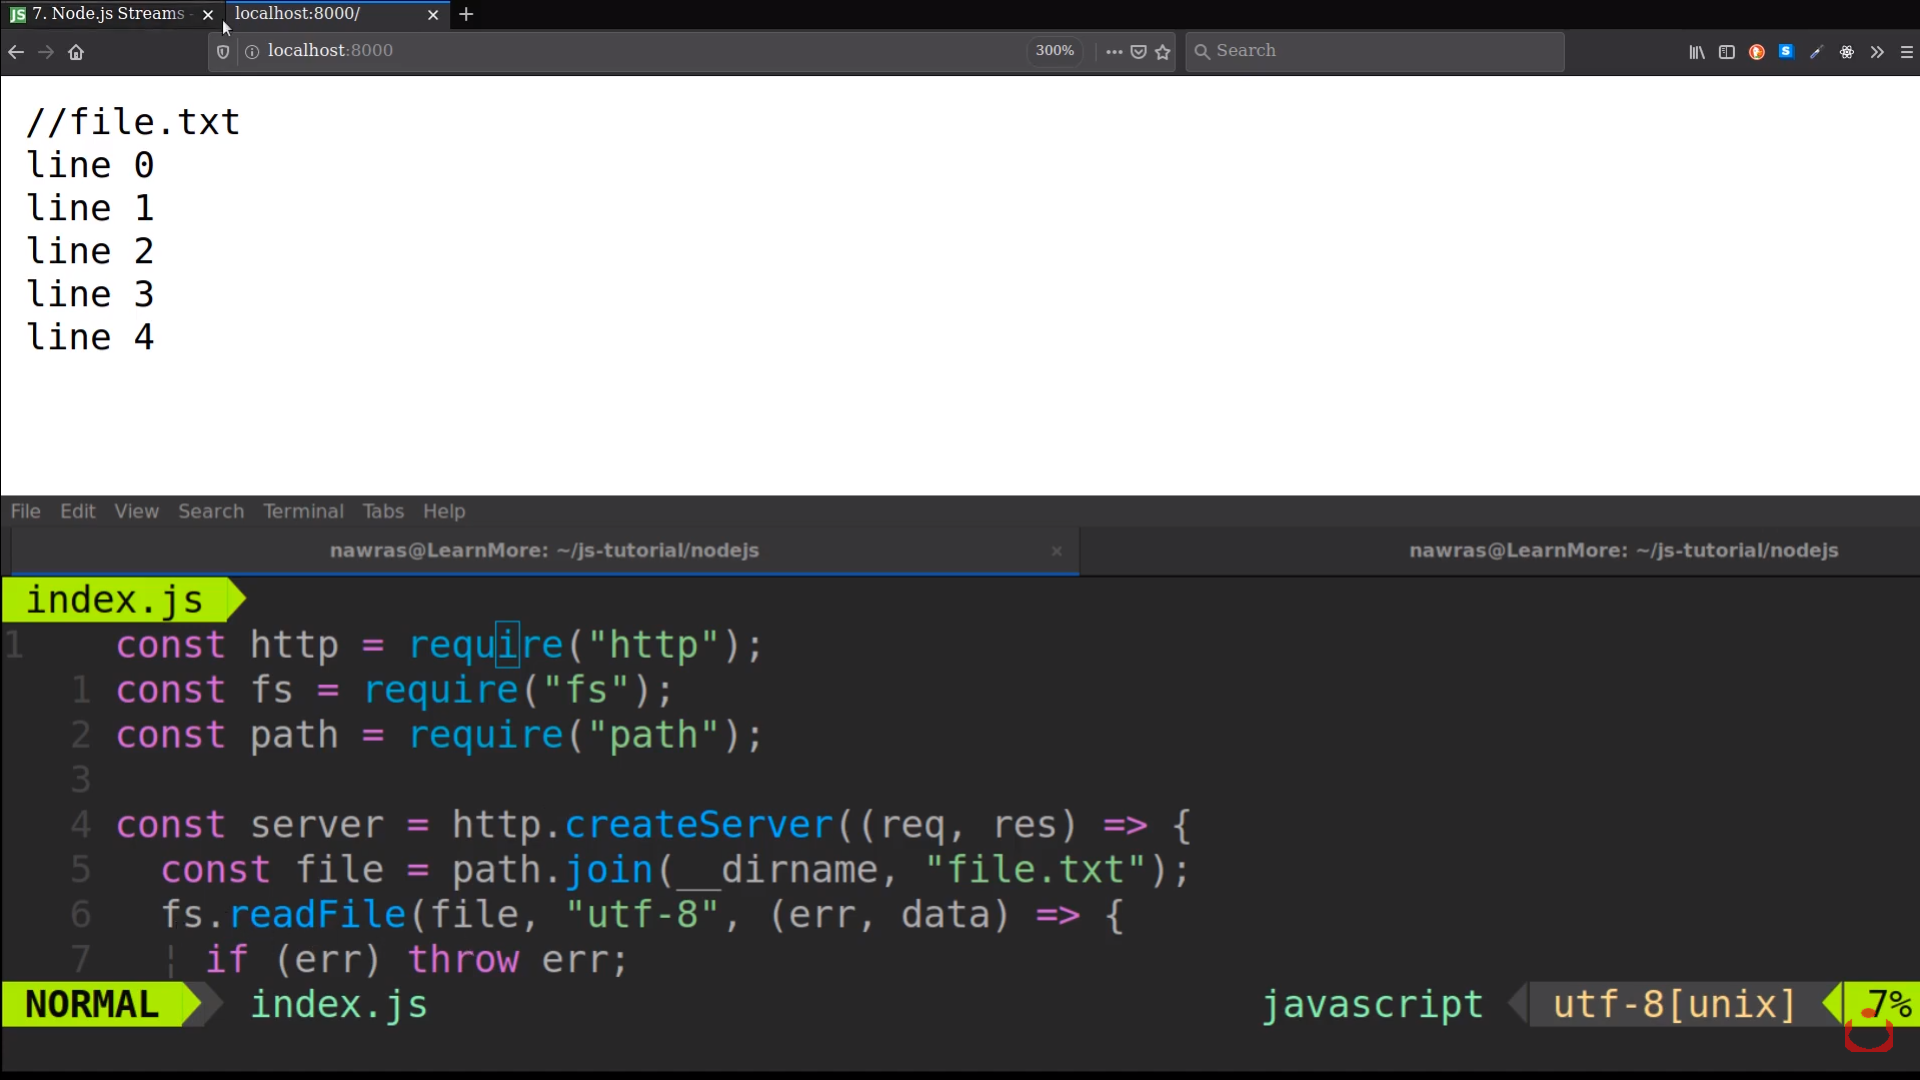 7. Node.js Streams
localhost:8000/
localhost:8000
300%
Search
//file.txt
line 0
line 1
line 2
line 3
line 4
File Edit View Search Terminal Tabs Help
nawras@LearnMore: ~/js-tutorial/nodejs
nawras@LearnMore: ~/js-tutorial/nodejs
index.js
1 const http = require("http");
1 const fs = require("fs");
2 const path = require("path");
3
4 const server = http.createServer((req, res) => {
5 const file = path.join(__dirname, "file.txt");
6 fs.readFile(file, "utf-8", (err, data) => {
7 ¦ if (err) throw err;
NORMAL index.js javascript utf-8[unix] 7%